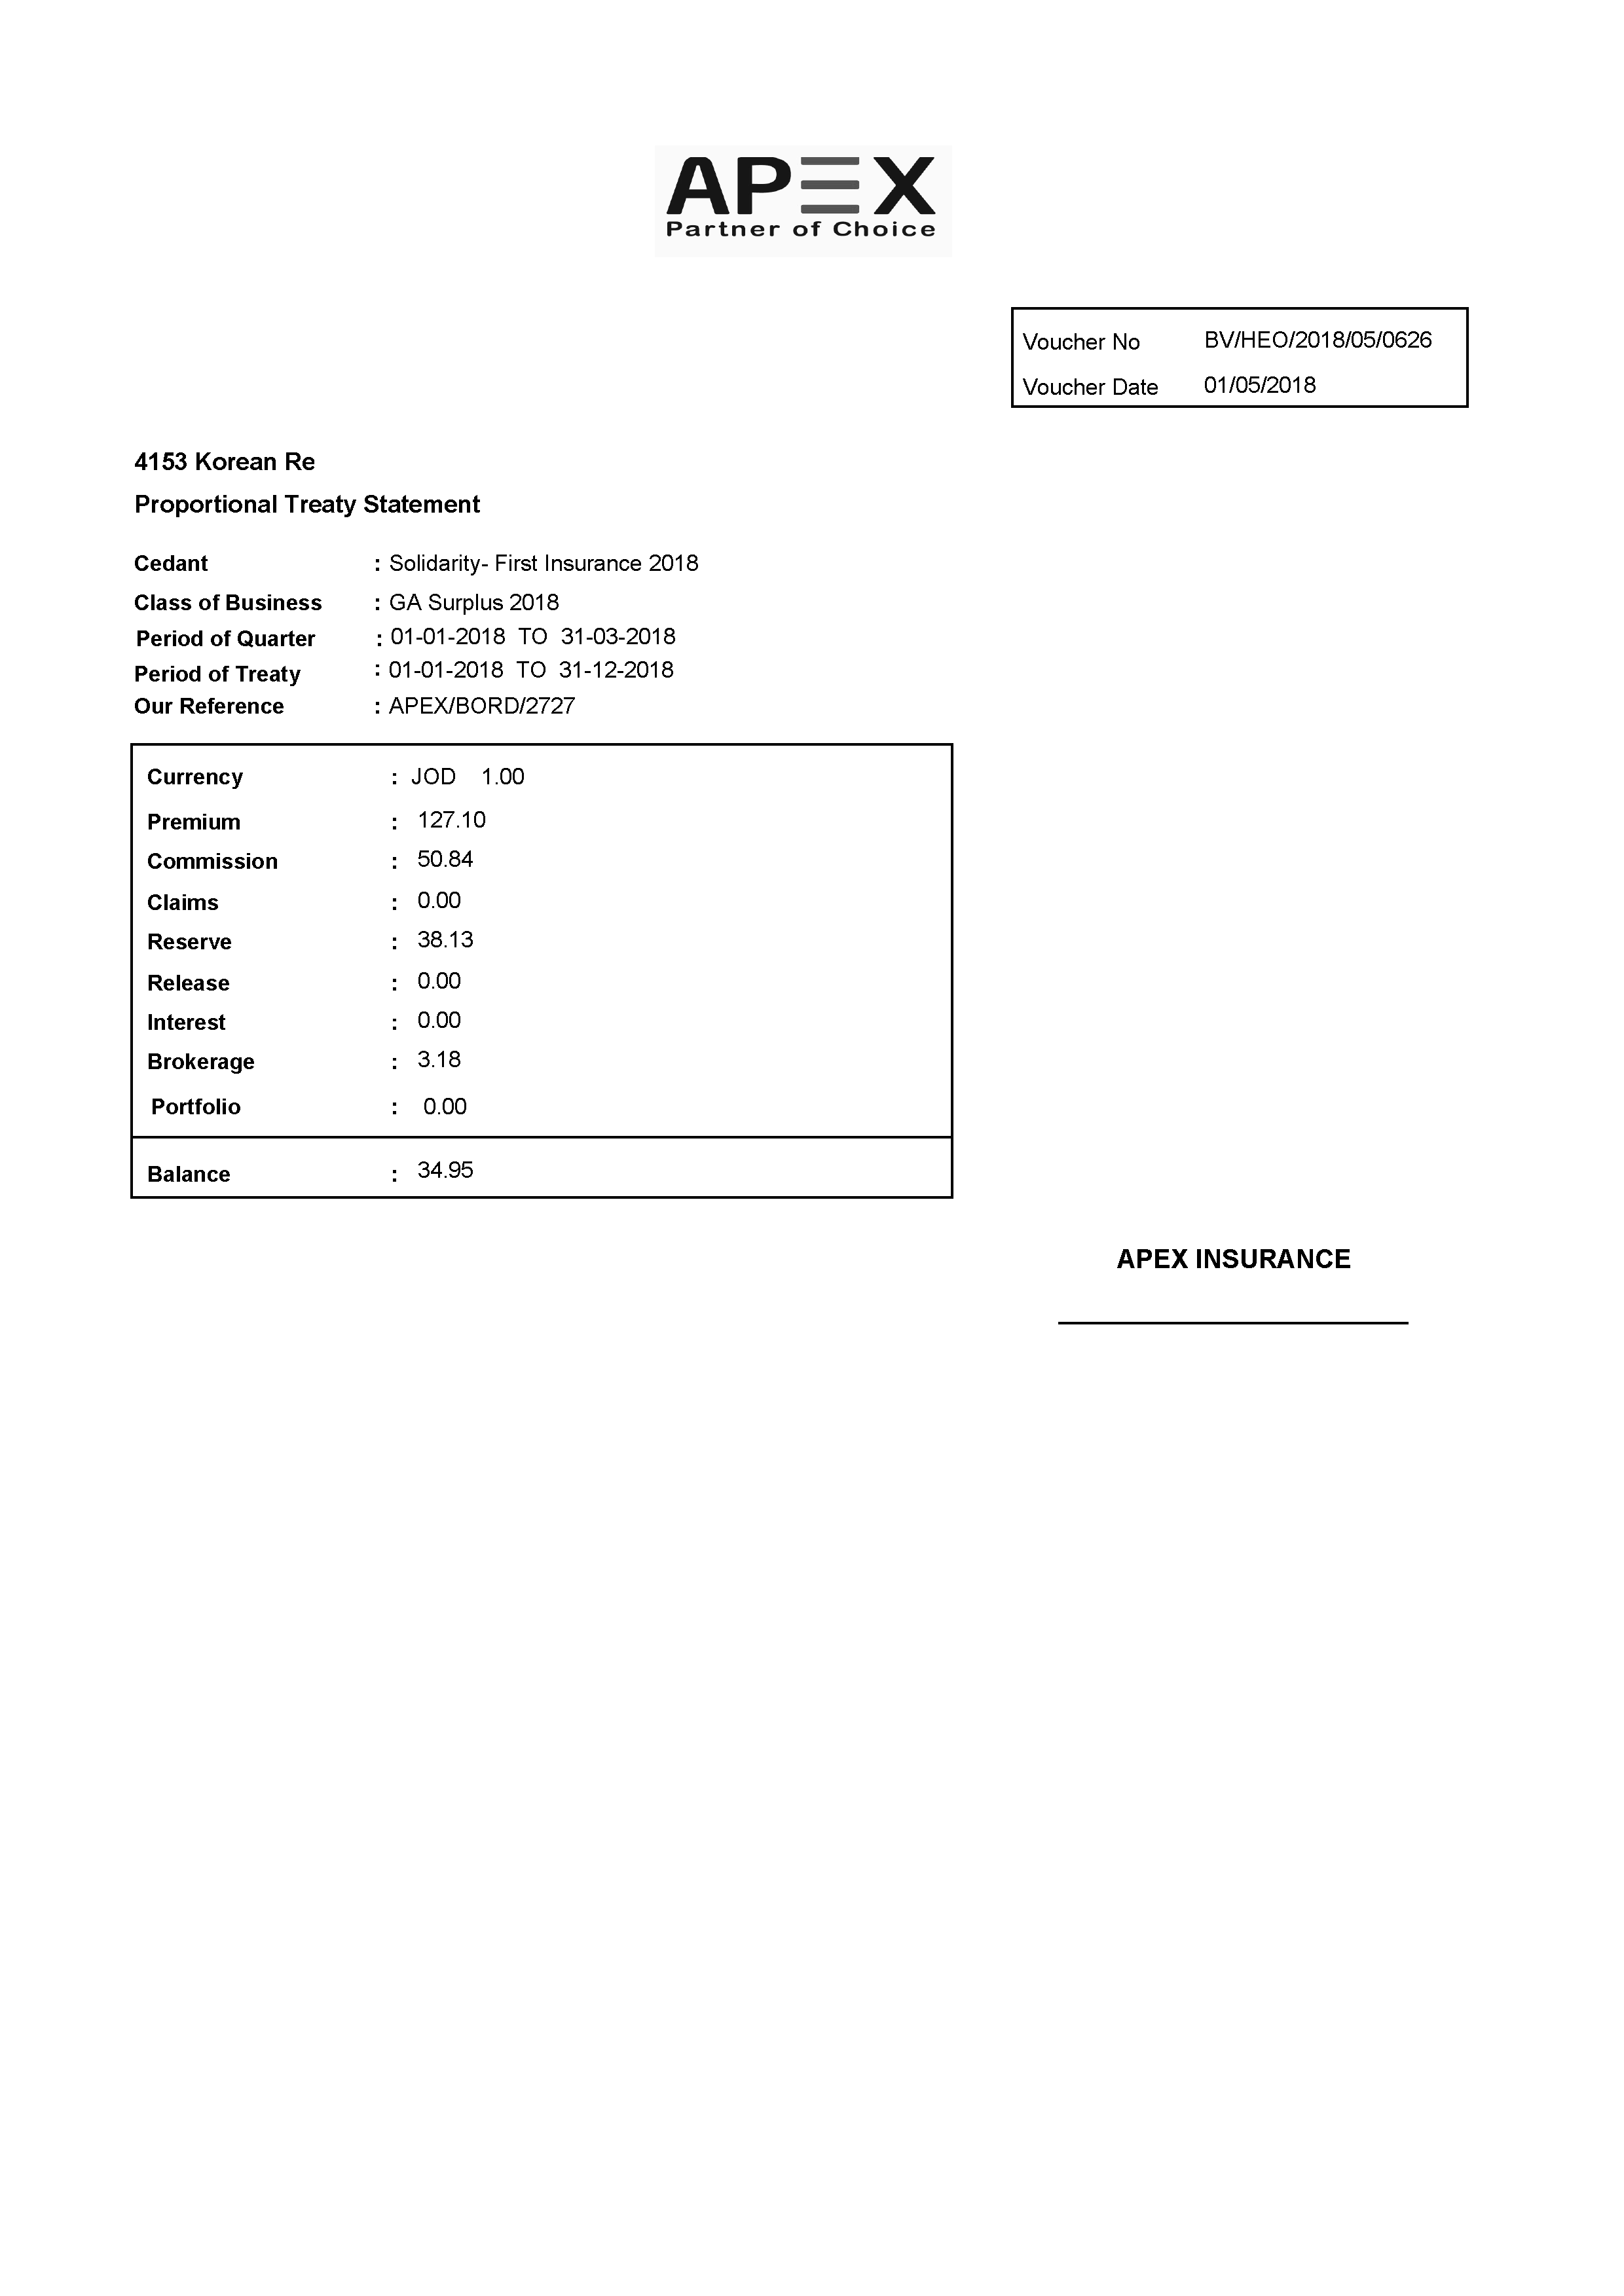 APEX
Partner of Choice
Voucher No BV/HEO/2018/05/0626
Voucher Date 01/05/2018
4153 Korean Re
Proportional Treaty Statement
Cedant : Solidarity- First Insurance 2018
Class of Business : GA Surplus 2018
Period of Quarter : 01-01-2018 TO 31-03-2018
Period of Treaty : 01-01-2018 TO 31-12-2018
Our Reference : APEX/BORD/2727
Currency : JOD 1.00
Premium : 127.10
Commission : 50.84
Claims : 0.00
Reserve : 38.13
Release : 0.00
Interest : 0.00
Brokerage : 3.18
Portfolio : 0.00
Balance : 34.95
APEX INSURANCE